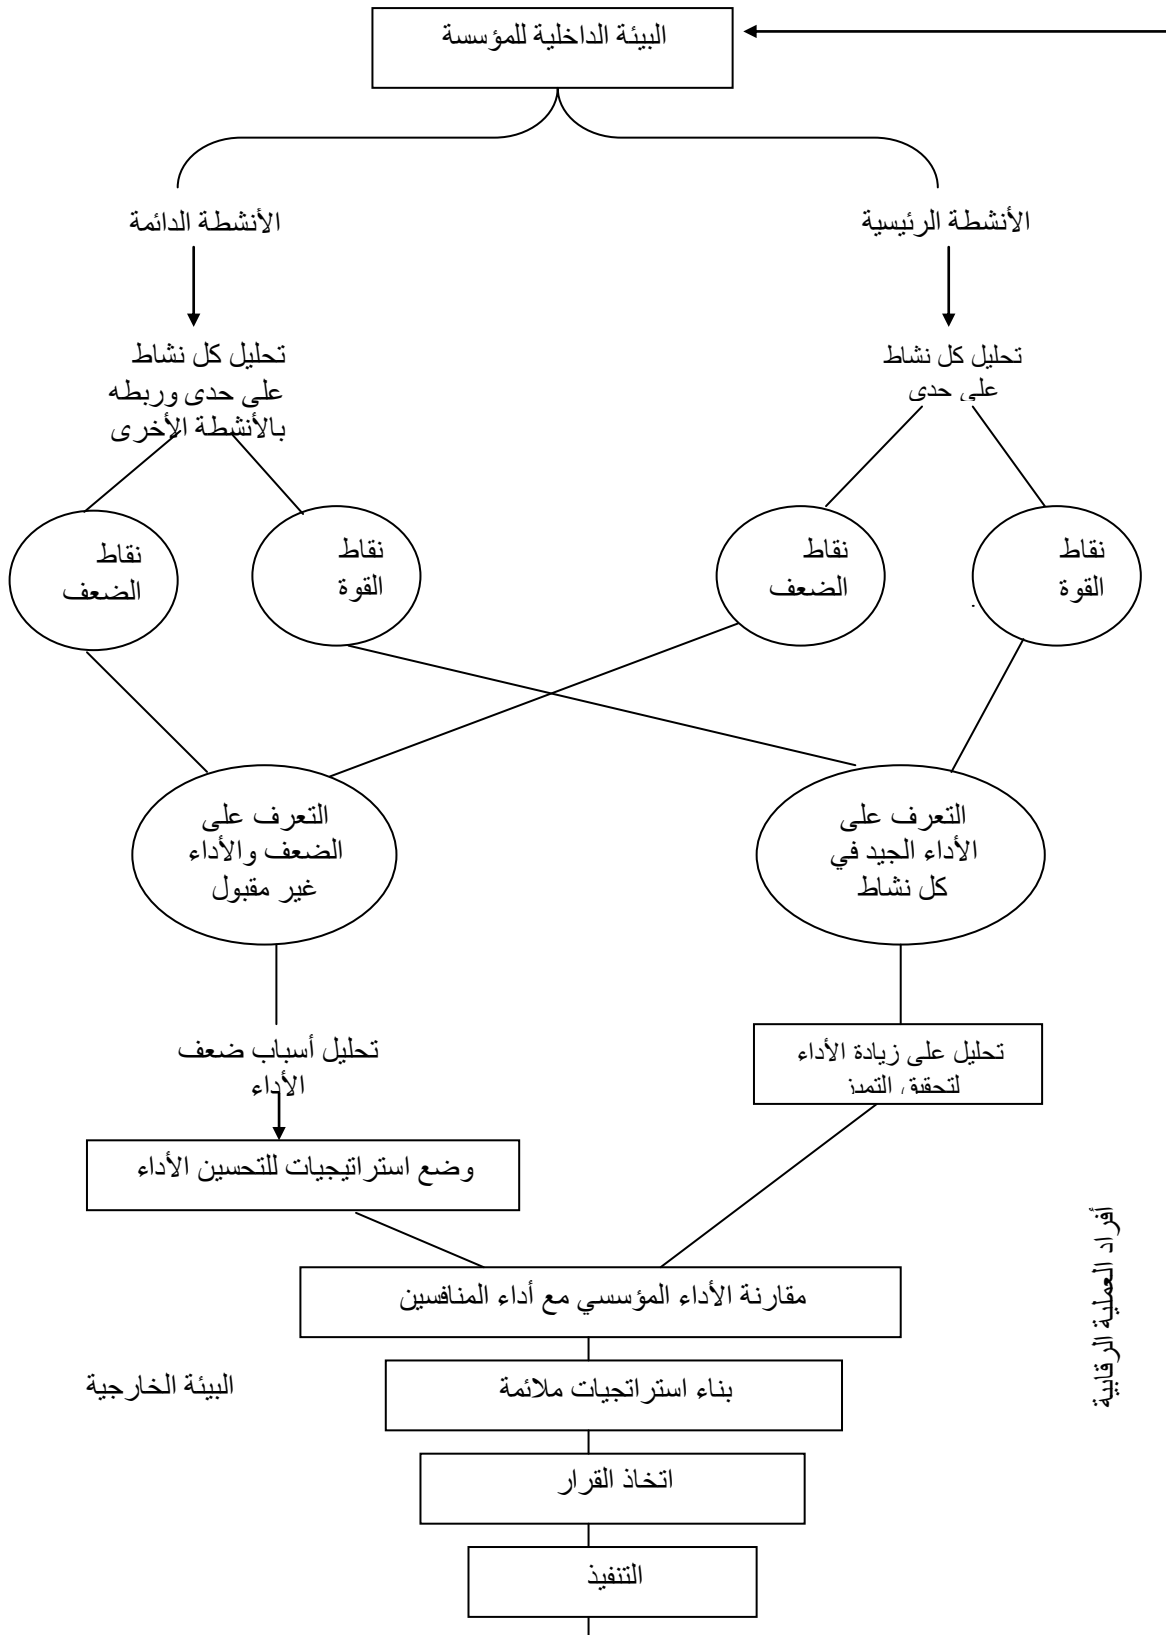 البيئة الداخلية للمؤسسة
الأنشطة الرئيسية
الأنشطة الدائمة
تحليل كل نشاط
على حدى
تحليل كل نشاط
على حدى وربطه
بالأنشطة الأخرى
نقاط
القوة
نقاط
الضعف
نقاط
القوة
نقاط
الضعف
التعرف على
الأداء الجيد في
كل نشاط
التعرف على
الضعف والأداء
غير مقبول
تحليل على زيادة الأداء
لتحقيق التميز
تحليل أسباب ضعف
الأداء
وضع استراتيجيات للتحسين الأداء
أفراد العملية الرقابية
مقارنة الأداء المؤسسي مع أداء المنافسين
البيئة الخارجية
بناء استراتجيات ملائمة
اتخاذ القرار
التنفيذ